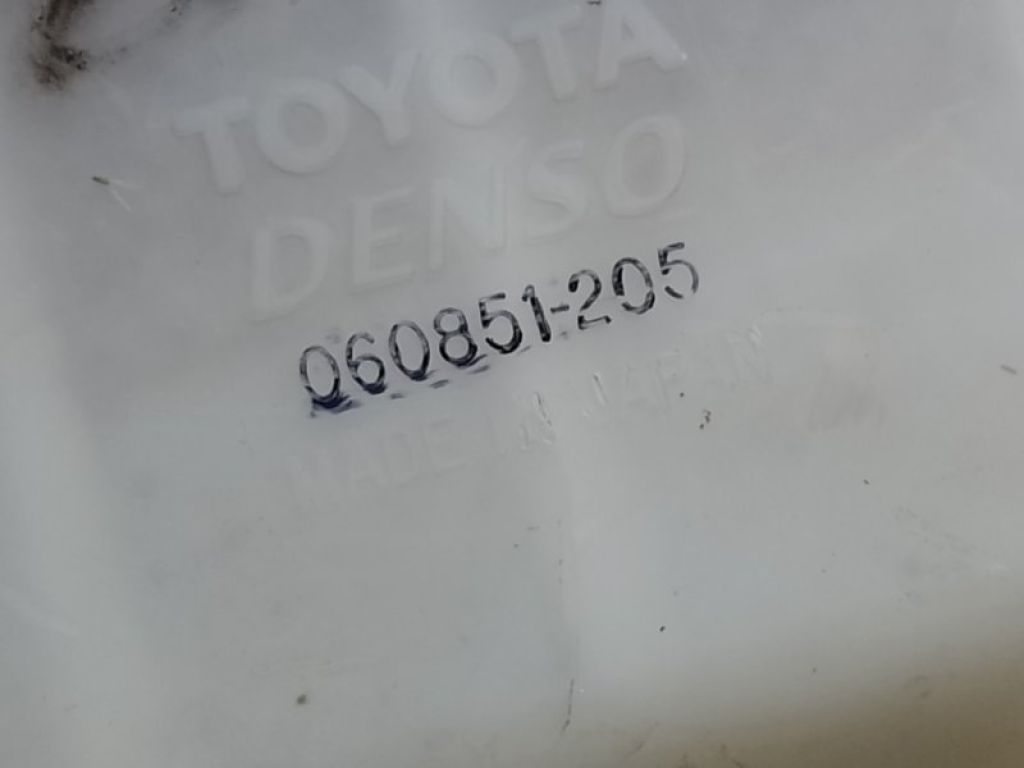 TOYOTA
DENSO
060851-205
MADE IN JAPAN